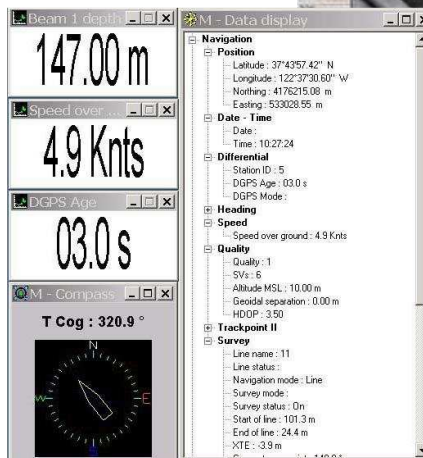 Beam 1 depth
147.00 m
Speed over ...
4.9 Knts
DGPS Age
03.0 s
M - Compass
T Cog : 320.9 °
N
W
E
S
M - Data display
Navigation
Position
Latitude : 37°43'57.42" N
Longitude : 122°37'30.60" W
Northing : 4176215.08 m
Easting : 533028.55 m
Date - Time
Date :
Time : 10:27:24
Differential
Station ID : 5
DGPS Age : 03.0 s
DGPS Mode :
Heading
Speed
Speed over ground : 4.9 Knts
Quality
Quality : 1
SVs : 6
Altitude MSL : 10.00 m
Geoidal separation : 0.00 m
HDOP : 3.50
Trackpoint II
Survey
Line name : 11
Line status :
Navigation mode : Line
Survey mode :
Survey status : On
Start of line : 101.3 m
End of line : 24.4 m
XTE : -3.9 m